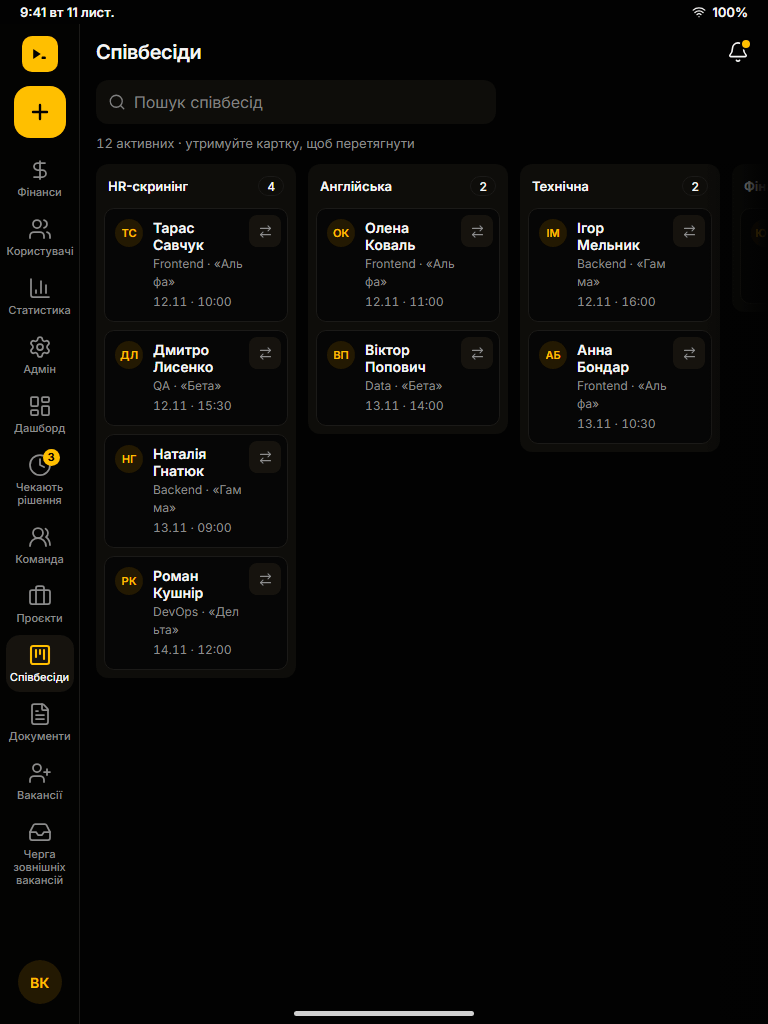 9:41 вт 11 лист.
100%
Співбесіди
Пошук співбесід
12 активних · утримуйте картку, щоб перетягнути
Фінанси
Користувачі
Статистика
Адмін
Дашборд
3
Чекають
рішення
Команда
Проєкти
Співбесіди
Документи
Вакансії
Черга
зовнішніх
вакансій
ВК
HR-скринінг
4
ТС
Тарас
Савчук
Frontend · «Аль
фа»
12.11 · 10:00
ДЛ
Дмитро
Лисенко
QA · «Бета»
12.11 · 15:30
НГ
Наталія
Гнатюк
Backend · «Гам
ма»
13.11 · 09:00
РК
Роман
Кушнір
DevOps · «Дел
ьта»
14.11 · 12:00
Англійська
2
ОК
Олена
Коваль
Frontend · «Аль
фа»
12.11 · 11:00
ВП
Віктор
Попович
Data · «Бета»
13.11 · 14:00
Технічна
2
ІМ
Ігор
Мельник
Backend · «Гам
ма»
12.11 · 16:00
АБ
Анна
Бондар
Frontend · «Аль
фа»
13.11 · 10:30